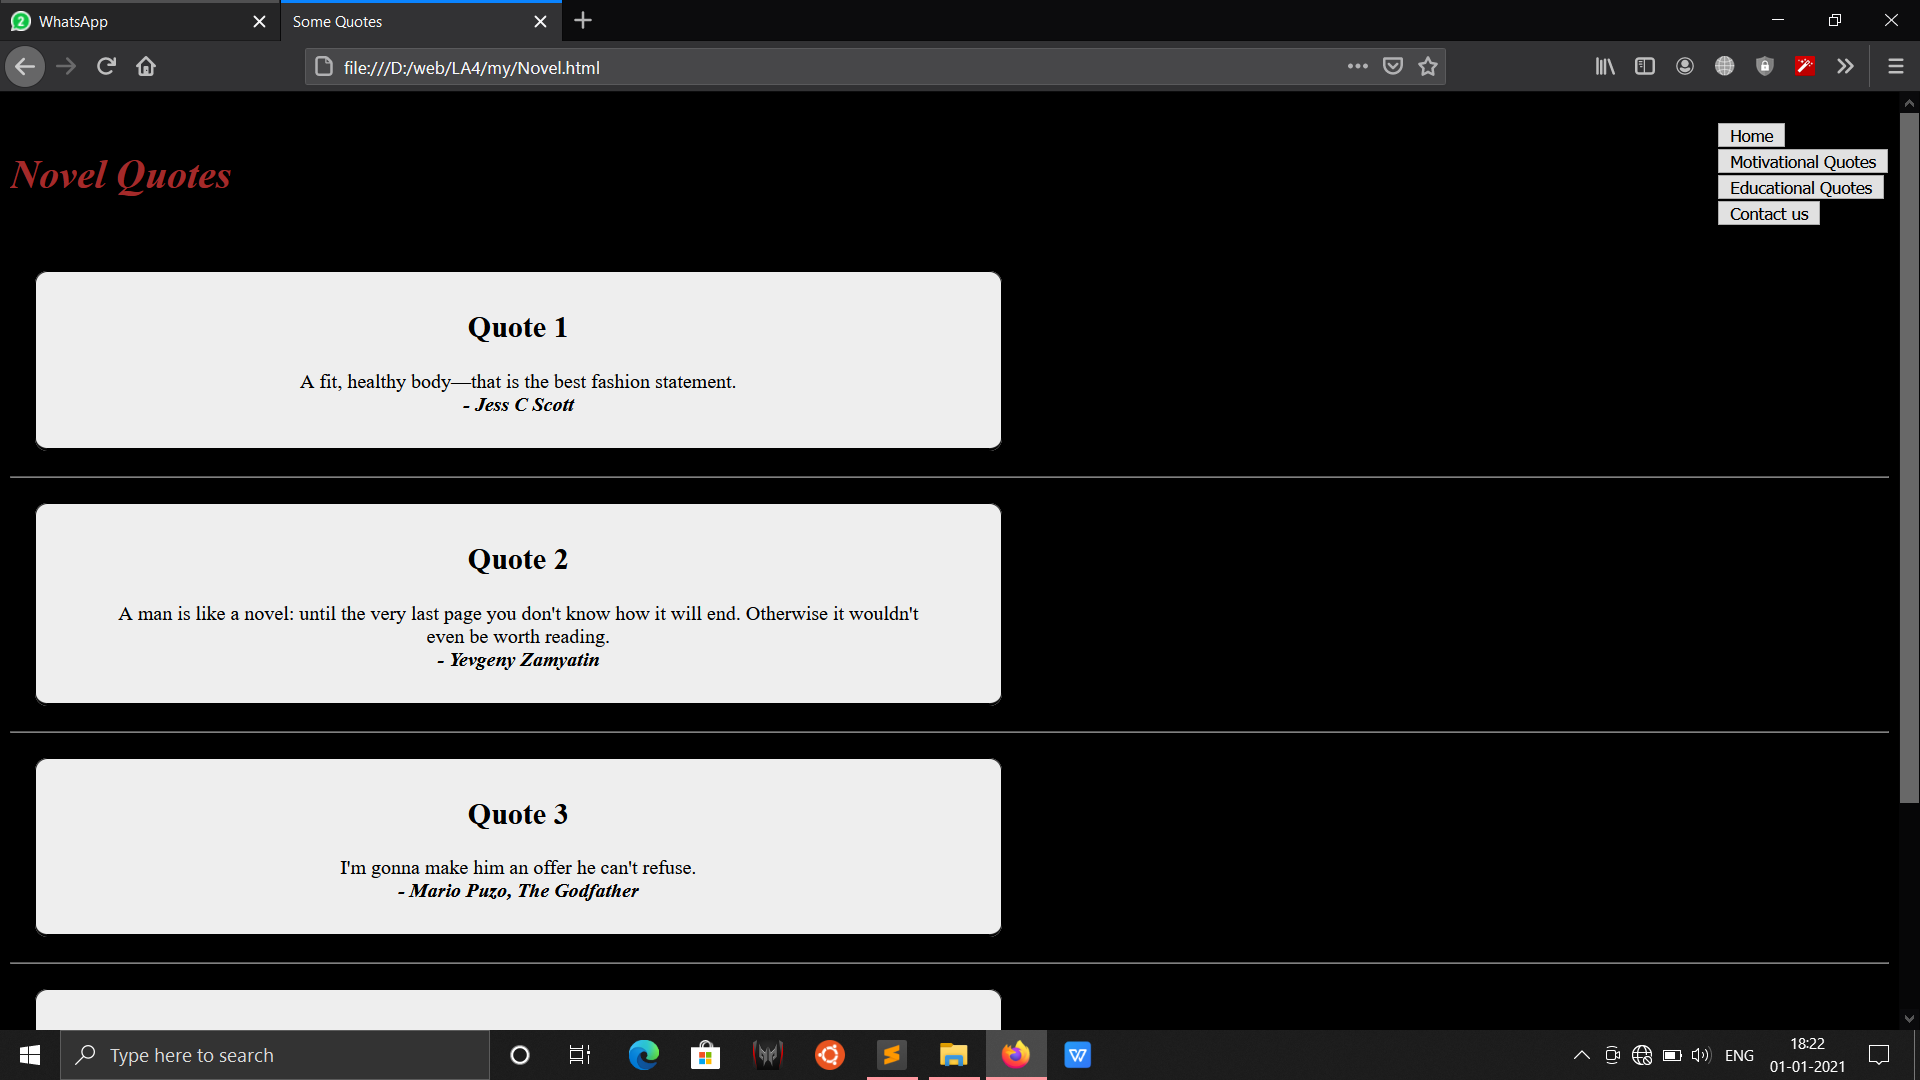 WhatsApp
Some Quotes
file:///D:/web/LA4/my/Novel.html
Home
Motivational Quotes
Educational Quotes
Contact us
Novel Quotes
Quote 1
A fit, healthy body—that is the best fashion statement.
- Jess C Scott
Quote 2
A man is like a novel: until the very last page you don't know how it will end. Otherwise it wouldn't
even be worth reading.
- Yevgeny Zamyatin
Quote 3
I'm gonna make him an offer he can't refuse.
- Mario Puzo, The Godfather
Type here to search
ENG
18:22
01-01-2021